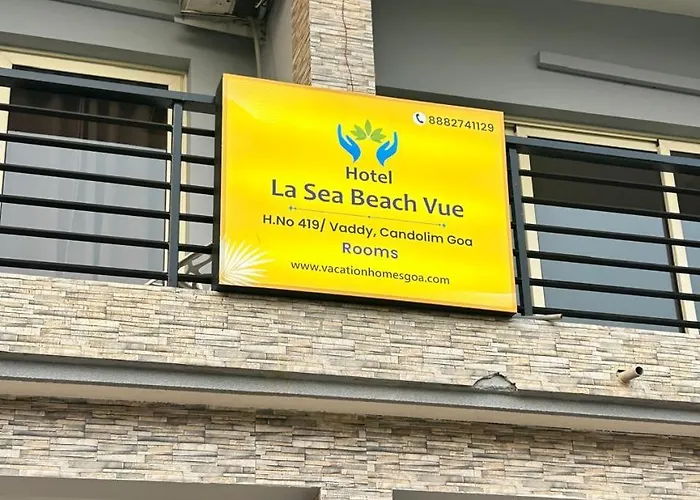 8882741129
Hotel
La Sea Beach Vue
H.No 419/ Vaddy, Candolim Goa
Rooms
www.vacationhomesgoa.com